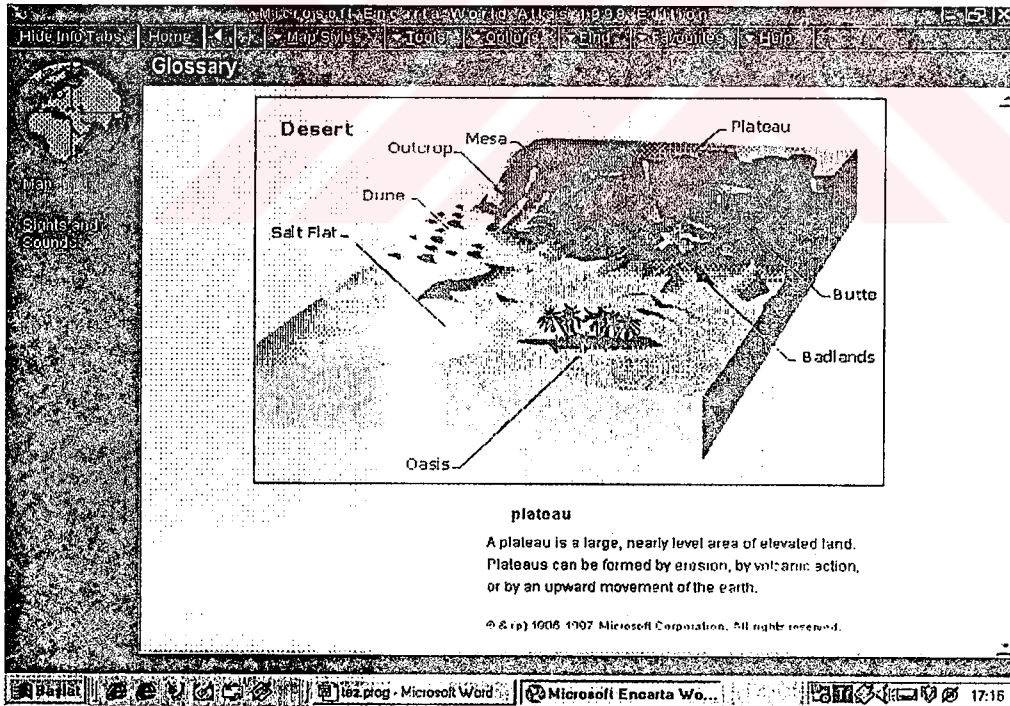 Microsoft Encarta World Atlas 1998 Edition
Hide Info Tabs Home Map Styles Tools Options Find Favorites Help
Glossary
Map
Sights and Sounds
Desert
Plateau
Mesa
Outcrop
Dune
Salt Flat
Butte
Badlands
Oasis
plateau
A plateau is a large, nearly level area of elevated land.
Plateaus can be formed by erosion, by volcanic action,
or by an upward movement of the earth.
© & (p) 1996-1997 Microsoft Corporation. All rights reserved.
Başlat tez.prog - Microsoft Word Microsoft Encarta Wo... 17:16